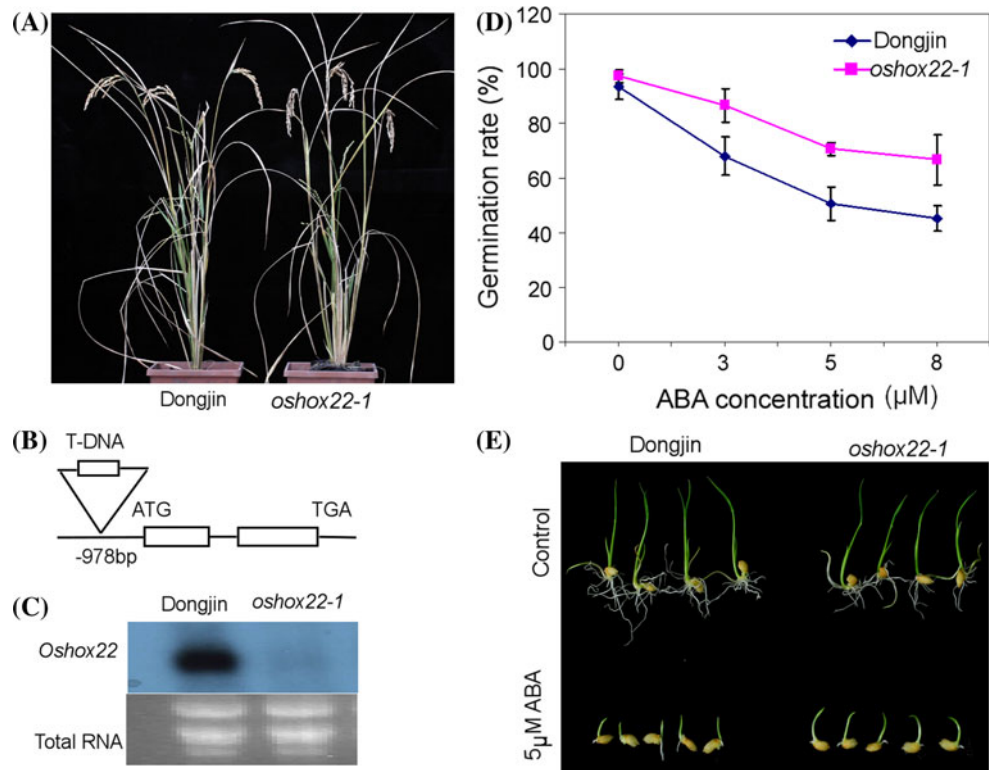 (A)
Dongjin oshox22-1
(B)
T-DNA
ATG TGA
-978bp
(C)
Dongjin oshox22-1
Oshox22
Total RNA
(D)
120
100
80
60
40
20
0
Germination rate (%)
Dongjin
oshox22-1
0 3 5 8
ABA concentration (µM)
(E)
Dongjin oshox22-1
Control
5µM ABA